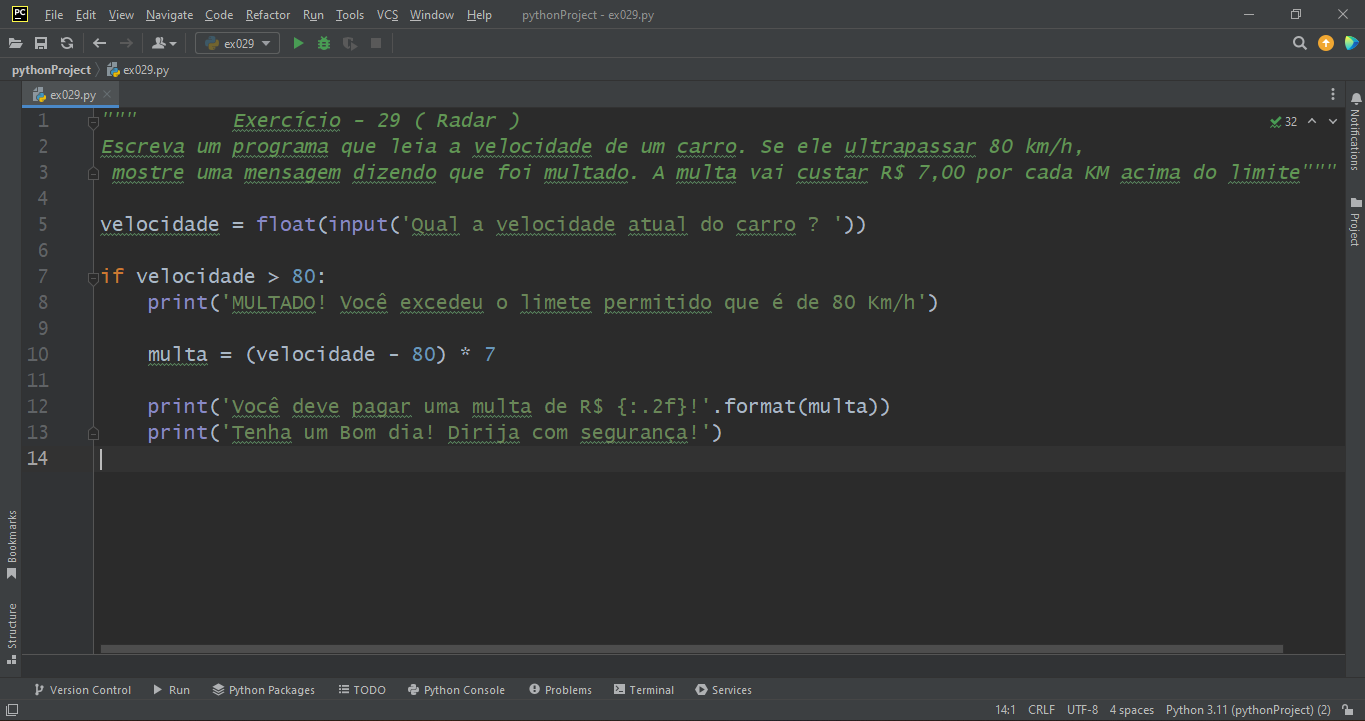 PC File Edit View Navigate Code Refactor Run Tools VCS Window Help pythonProject - ex029.py
ex029
pythonProject ex029.py
ex029.py
1 """ Exercício - 29 ( Radar )
32
2 Escreva um programa que leia a velocidade de um carro. Se ele ultrapassar 80 km/h,
3 mostre uma mensagem dizendo que foi multado. A multa vai custar R$ 7,00 por cada KM acima do limite"""
4
5 velocidade = float(input('Qual a velocidade atual do carro ? '))
6
7 if velocidade > 80:
8 print('MULTADO! Você excedeu o limete permitido que é de 80 Km/h')
9
10 multa = (velocidade - 80) * 7
11
12 print('Você deve pagar uma multa de R$ {:.2f}!'.format(multa))
13 print('Tenha um Bom dia! Dirija com segurança!')
14
Notifications
Project
Bookmarks
Structure
Version Control Run Python Packages TODO Python Console Problems Terminal Services
14:1 CRLF UTF-8 4 spaces Python 3.11 (pythonProject) (2)